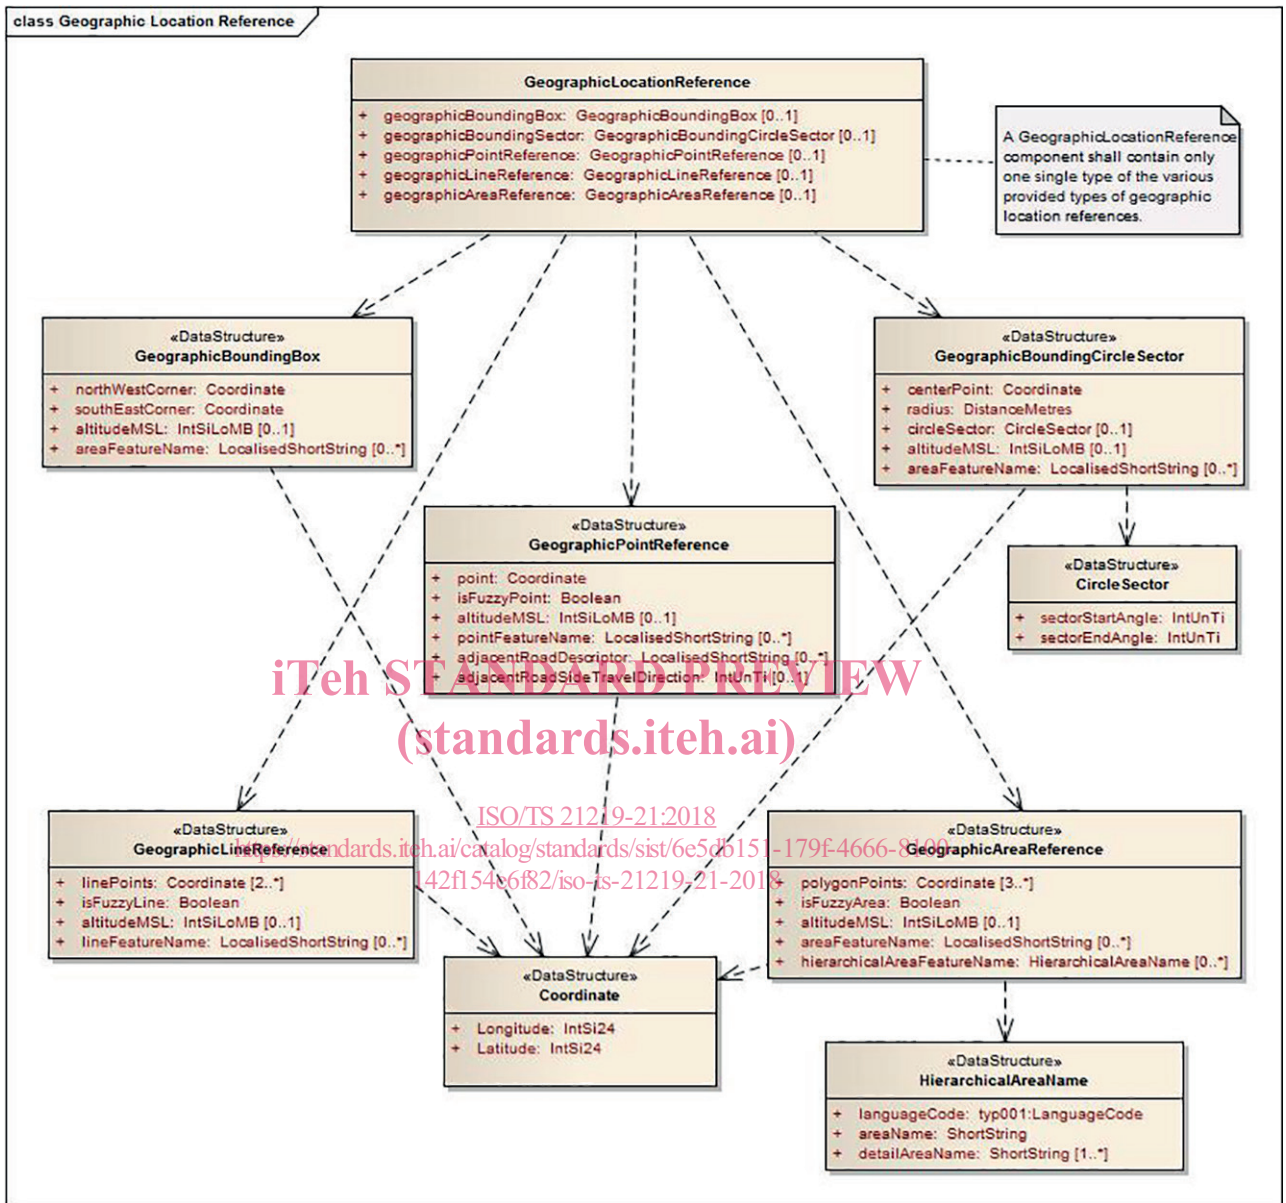 class Geographic Location Reference
GeographicLocationReference
+ geographicBoundingBox: GeographicBoundingBox [0..1]
+ geographicBoundingSector: GeographicBoundingCircleSector [0..1]
+ geographicPointReference: GeographicPointReference [0..1]
+ geographicLineReference: GeographicLineReference [0..1]
+ geographicAreaReference: GeographicAreaReference [0..1]
A GeographicLocationReference
component shall contain only
one single type of the various
provided types of geographic
location references.
«DataStructure»
GeographicBoundingBox
+ northWestCorner: Coordinate
+ southEastCorner: Coordinate
+ altitudeMSL: IntSiLoMB [0..1]
+ areaFeatureName: LocalisedShortString [0..*]
«DataStructure»
GeographicBoundingCircleSector
+ centerPoint: Coordinate
+ radius: DistanceMetres
+ circleSector: CircleSector [0..1]
+ altitudeMSL: IntSiLoMB [0..1]
+ areaFeatureName: LocalisedShortString [0..*]
«DataStructure»
GeographicPointReference
+ point: Coordinate
+ isFuzzyPoint: Boolean
+ altitudeMSL: IntSiLoMB [0..1]
+ pointFeatureName: LocalisedShortString [0..*]
+ adjacentRoadDescriptor: LocalisedShortString [0..*]
+ adjacentRoadSideTravelDirection: IntUnTi [0..1]
«DataStructure»
CircleSector
+ sectorStartAngle: IntUnTi
+ sectorEndAngle: IntUnTi
iTeh STANDARD PREVIEW
(standards.iteh.ai)
ISO/TS 21219-21:2018
https://standards.iteh.ai/catalog/standards/sist/6e5db151-179f-4666-8100-
142f154e6f82/iso-ts-21219-21-2018
«DataStructure»
GeographicLineReference
+ linePoints: Coordinate [2..*]
+ isFuzzyLine: Boolean
+ altitudeMSL: IntSiLoMB [0..1]
+ lineFeatureName: LocalisedShortString [0..*]
«DataStructure»
GeographicAreaReference
+ polygonPoints: Coordinate [3..*]
+ isFuzzyArea: Boolean
+ altitudeMSL: IntSiLoMB [0..1]
+ areaFeatureName: LocalisedShortString [0..*]
+ hierarchicalAreaFeatureName: HierarchicalAreaName [0..*]
«DataStructure»
Coordinate
+ Longitude: IntSi24
+ Latitude: IntSi24
«DataStructure»
HierarchicalAreaName
+ languageCode: typ001:LanguageCode
+ areaName: ShortString
+ detailAreaName: ShortString [1..*]